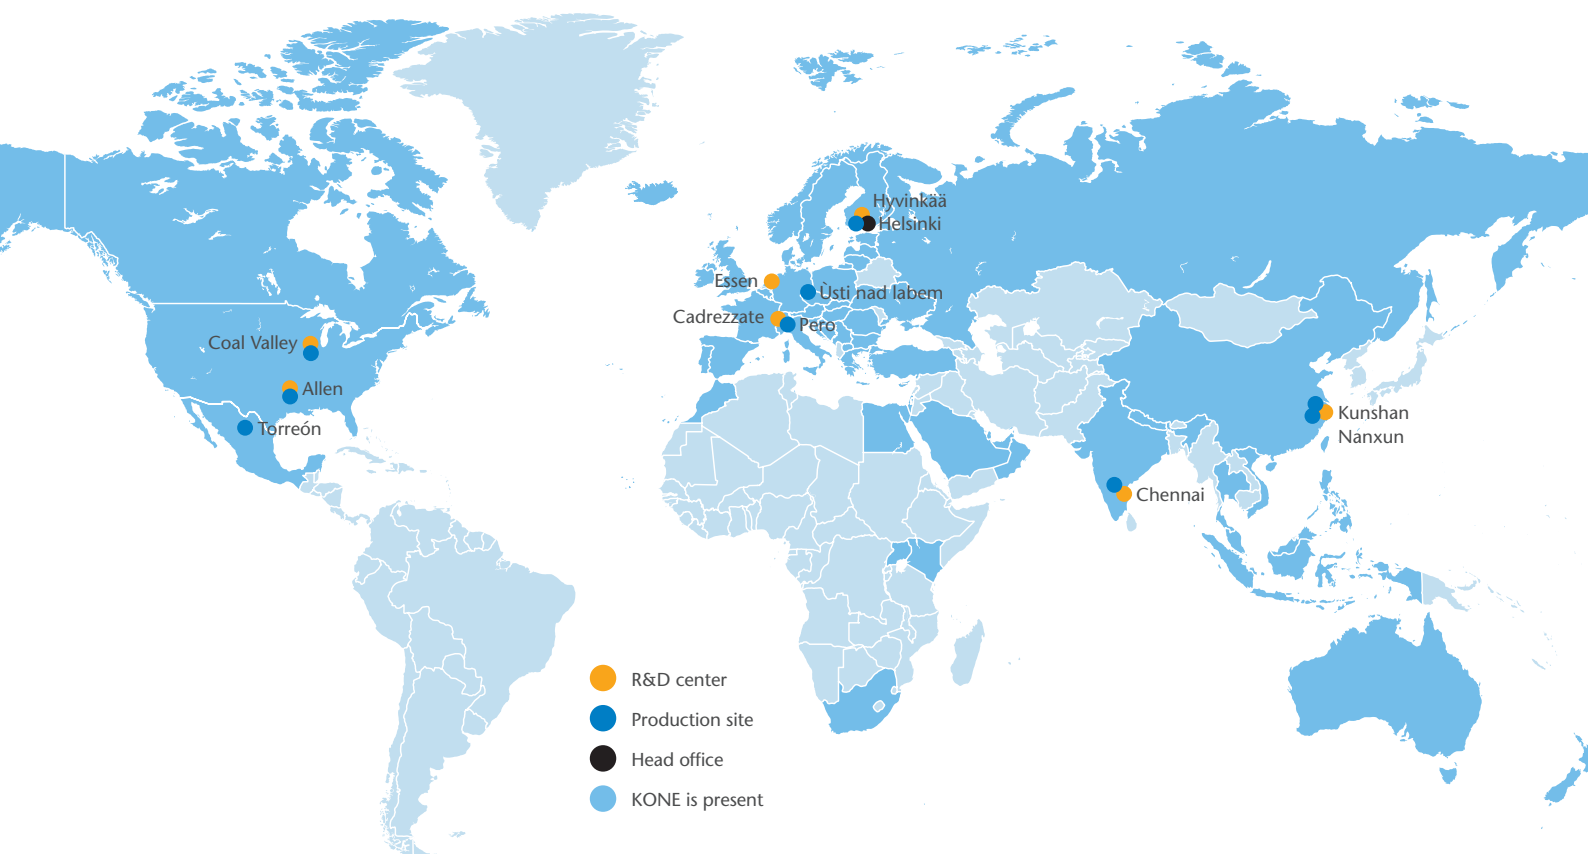 Hyvinkää
Helsinki
Essen
Ùsti nad labem
Cadrezzate
Pero
Coal Valley
Allen
Torreón
Kunshan
Nanxun
Chennai
R&D center
Production site
Head office
KONE is present